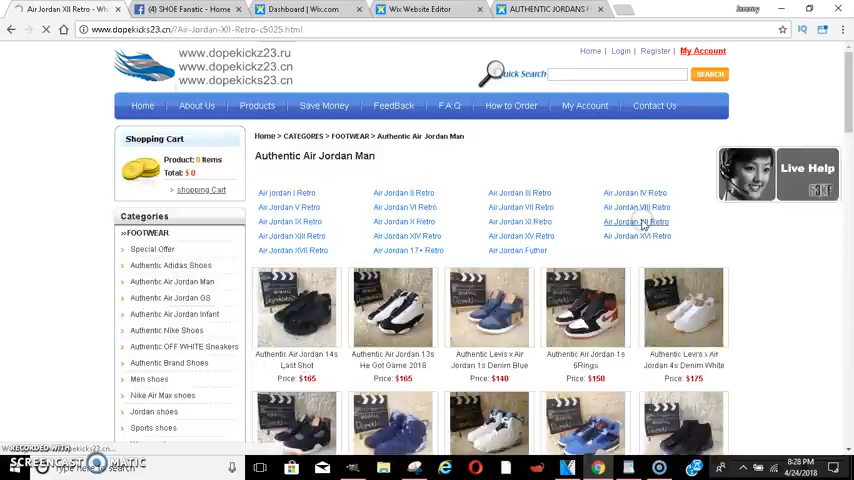 Air Jordan XII Retro - Wh
(4) SHOE Fanatic - Home
Dashboard | Wix.com
Wix Website Editor
AUTHENTIC JORDANS F
Jeremy
www.dopekicks23.cn/?Air-Jordan-XII-Retro-c5025.html
www.dopekickz23.ru
www.dopekickz23.cn
www.dopekicks23.cn
Home | Login | Register | My Account
Quick Search
SEARCH
Home About Us Products Save Money FeedBack F.A.Q How to Order My Account Contact Us
Shopping Cart
Product: 0 Items
Total: $ 0
shopping Cart
Home > CATEGORES > FOOTWEAR > Authentic Air Jordan Man
Authentic Air Jordan Man
Live Help
Air jordan I Retro Air Jordan II Retro Air Jordan III Retro Air Jordan IV Retro
Air Jordan V Retro Air Jordan VI Retro Air Jordan VII Retro Air Jordan VIII Retro
Air Jordan IX Retro Air Jordan X Retro Air Jordan XI Retro Air Jordan XII Retro
Air Jordan XIII Retro Air Jordan XIV Retro Air Jordan XV Retro Air Jordan XVI Retro
Air Jordan XVII Retro Air Jordan 17+ Retro Air Jordan Futher
Categories
»FOOTWEAR
Special Offer
Authentic Adidas Shoes
Authentic Air Jordan Man
Authentic Air Jordan GS
Authentic Air Jordan Infant
Authentic Nike Shoes
Authentic OFF WHITE Sneakers
Authentic Brand Shoes
Men shoes
Nike Air Max shoes
Jordan shoes
Sports shoes
Authentic Air Jordan 14s
Last Shot
Price: $165
Authentic Air Jordan 13s
He Got Game 2018
Price: $165
Authentic Levis x Air
Jordan 1s Denim Blue
Price: $140
Authentic Air Jordan 1s
6Rings
Price: $150
Authentic Levi's x Air
Jordan 4s Denim White
Price: $175
RECORDED WITH
SCREENCAST MATIC
Type here to search
8:28 PM
4/24/2018